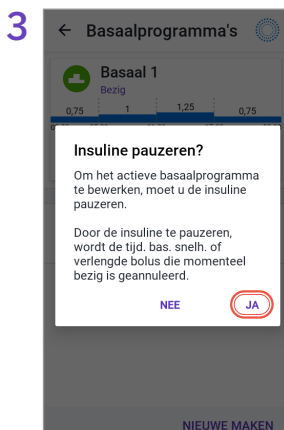 3
Basaalprogramma's
Basaal 1
Bezig
0,75 1 1,25 0,75
Insuline pauzeren?
Om het actieve basaalprogramma
te bewerken, moet u de insuline
pauzeren.
Door de insuline te pauzeren,
wordt de tijd. bas. snelh. of
verlengde bolus die momenteel
bezig is geannuleerd.
NEE JA
NIEUWE MAKEN